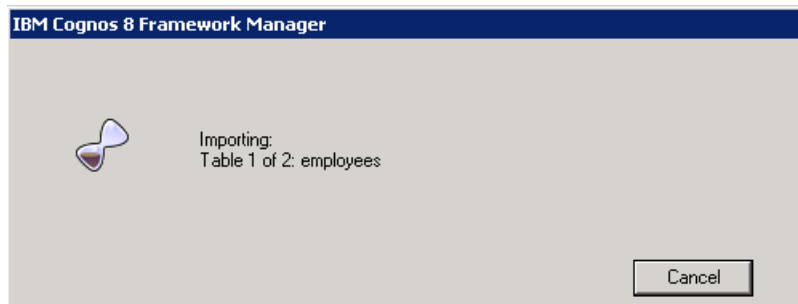 IBM Cognos 8 Framework Manager
Importing:
Table 1 of 2: employees
Cancel